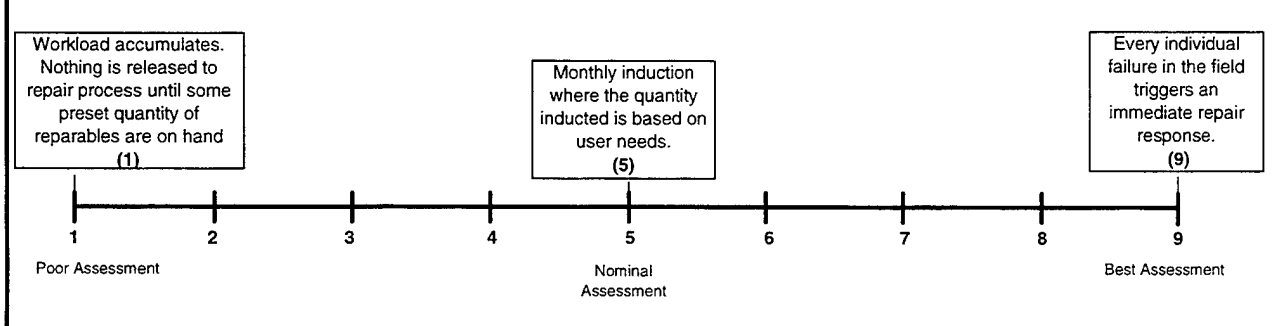 Workload accumulates.
Nothing is released to
repair process until some
preset quantity of
reparables are on hand
(1)
Monthly induction
where the quantity
inducted is based on
user needs.
(5)
Every individual
failure in the field
triggers an
immediate repair
response.
(9)
1 2 3 4 5 6 7 8 9
Poor Assessment
Nominal
Assessment
Best Assessment